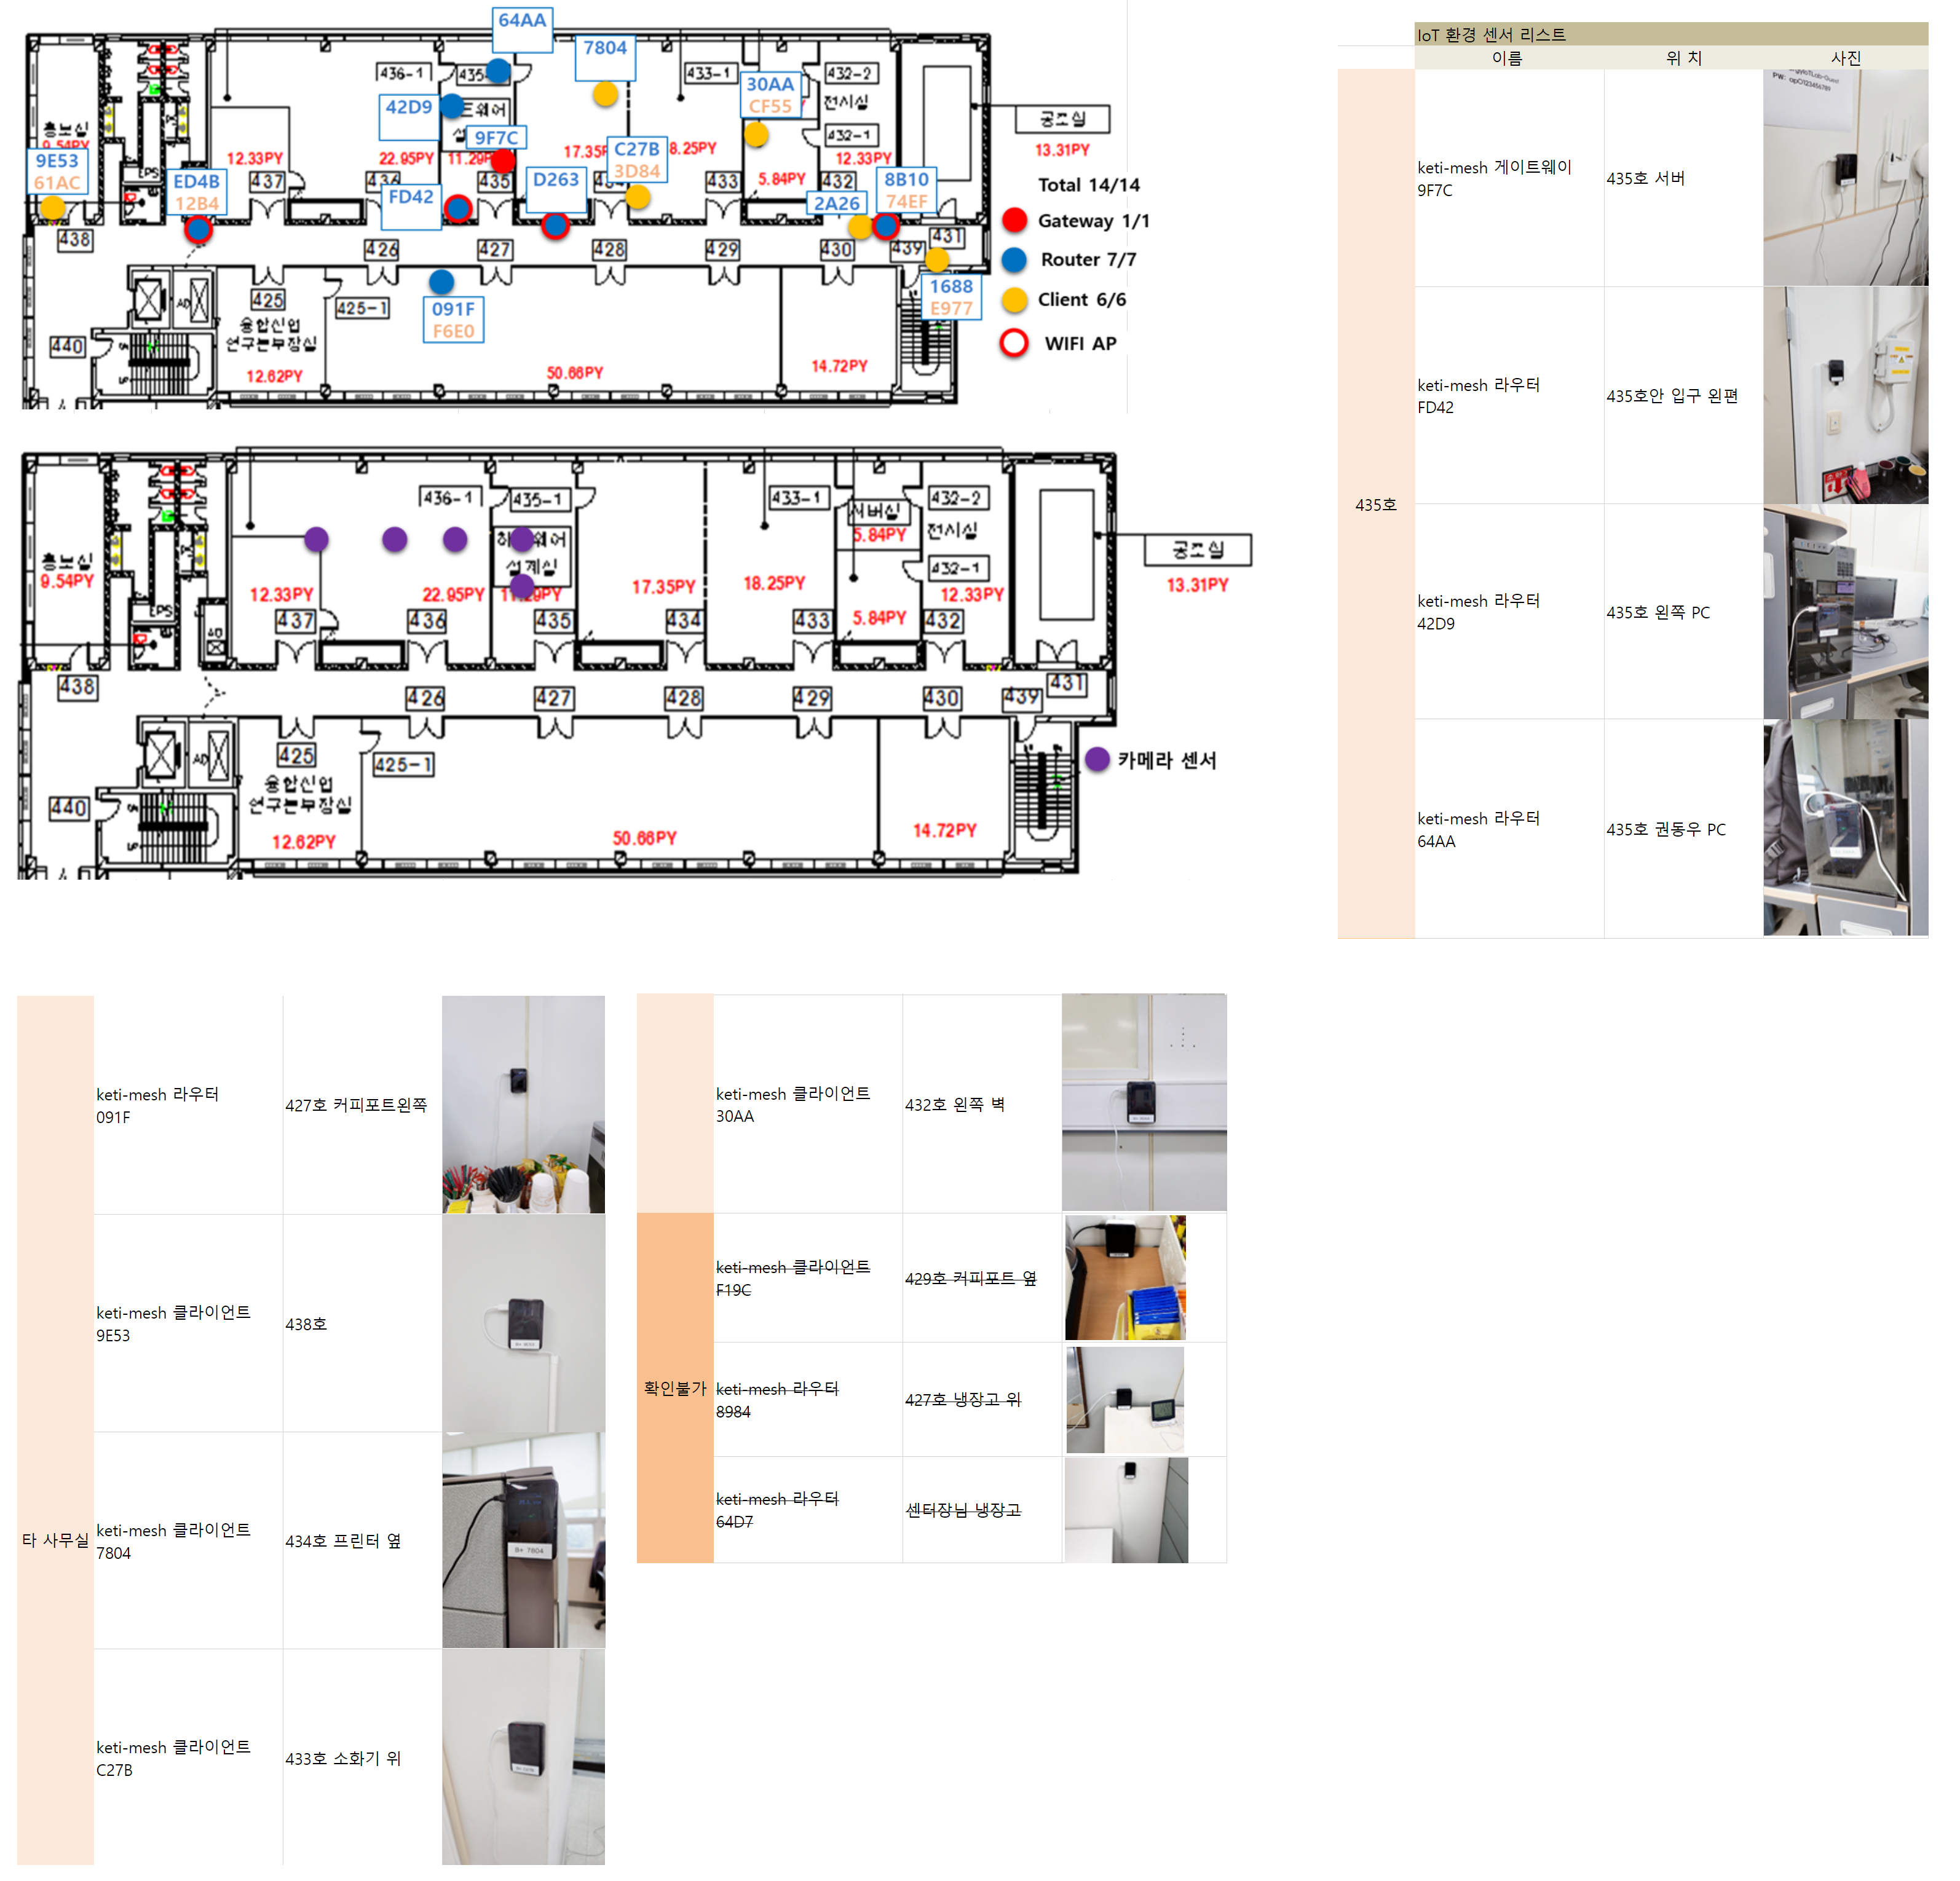 64AA
7804
436-1
435-
433-1
432-2
30AA
CF55
전시실
42D9
트웨어
432-1
공조실
홍보실
9.54PY
9F7C
C27B
3D84
12.33PY
22.95PY
11.29P
17.35P
8.25PY
12.33PY
13.31PY
9E53
61AC
EPS
ED4B
12B4
437
436
FD42
435
D263
433
5.84PY
432
2A26
8B10
74EF
Total 14/14
Gateway 1/1
Router 7/7
Client 6/6
WIFI AP
438
426
427
428
429
430
439
431
1688
E977
425
425-1
091F
F6E0
AD
융합신업
연구본부장실
440
12.62PY
50.66PY
14.72PY
436-1
435-1
433-1
432-2
서버실
전시실
5.84PY
하
웨어
설계실
432-1
공조실
홍보실
9.54PY
12.33PY
22.95PY
11.29PY
17.35PY
18.25PY
12.33PY
13.31PY
EPS
437
436
435
434
433
5.84PY
432
438
426
427
428
429
430
439
431
425
425-1
AD
융합신업
연구본부장실
440
12.62PY
50.66PY
14.72PY
카메라 센서
IoT 환경 센서 리스트
이름
위 치
사진
435호
keti-mesh 게이트웨이
9F7C
435호 서버
keti-mesh 라우터
FD42
435호안 입구 왼편
keti-mesh 라우터
42D9
435호 왼쪽 PC
keti-mesh 라우터
64AA
435호 권동우 PC
타 사무실
keti-mesh 라우터
091F
427호 커피포트왼쪽
keti-mesh 클라이언트
9E53
438호
keti-mesh 클라이언트
7804
434호 프린터 옆
B+ 7804
keti-mesh 클라이언트
C27B
433호 소화기 위
keti-mesh 클라이언트
30AA
432호 왼쪽 벽
확인불가
keti-mesh 클라이언트
F19C
429호 커피포트 옆
keti-mesh 라우터
8984
427호 냉장고 위
keti-mesh 라우터
64D7
센터장님 냉장고